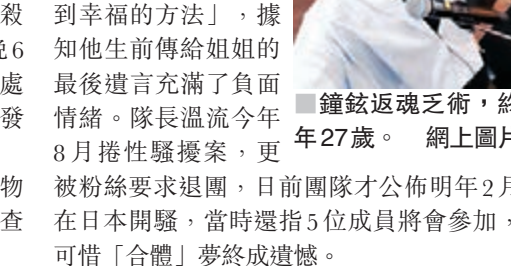 殺
6
處
發
物
查
到幸福的方法」，據
知他生前傳給姐姐的
最後遺言充滿了負面
情緒。隊長溫流今年
8月捲性騷擾案，更
被粉絲要求退團，日前團隊才公佈明年2月
在日本開騷，當時還指5位成員將會參加，
可惜「合體」夢終成遺憾。
■鐘鉉返魂乏術，終
年27歲。 網上圖片